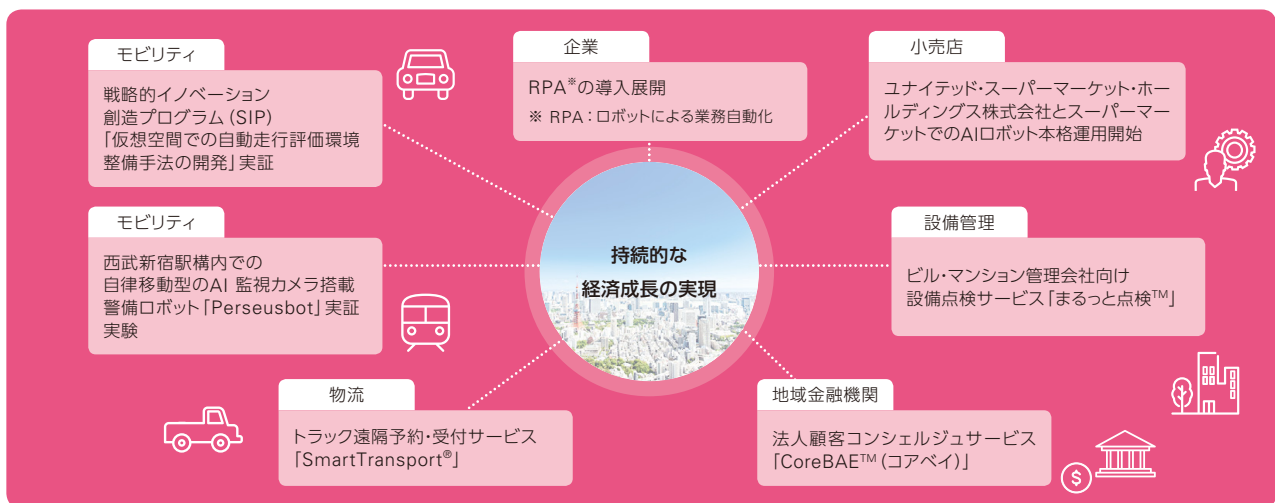 モビリティ
戦略的イノベーション
創造プログラム(SIP)
「仮想空間での自動走行評価環境
整備手法の開発」実証
企業
RPA※の導入展開
※ RPA:ロボットによる業務自動化
小売店
ユナイテッド・スーパーマーケット・ホー
ルディングス株式会社とスーパーマー
ケットでのAIロボット本格運用開始
モビリティ
西武新宿駅構内での
自律移動型のAI 監視カメラ搭載
警備ロボット「Perseusbot」実証
実験
持続的な
経済成長の実現
設備管理
ビル・マンション管理会社向け
設備点検サービス「まるっと点検™」
物流
トラック遠隔予約・受付サービス
「SmartTransport®」
地域金融機関
法人顧客コンシェルジュサービス
「CoreBAE™(コアベイ)」
$